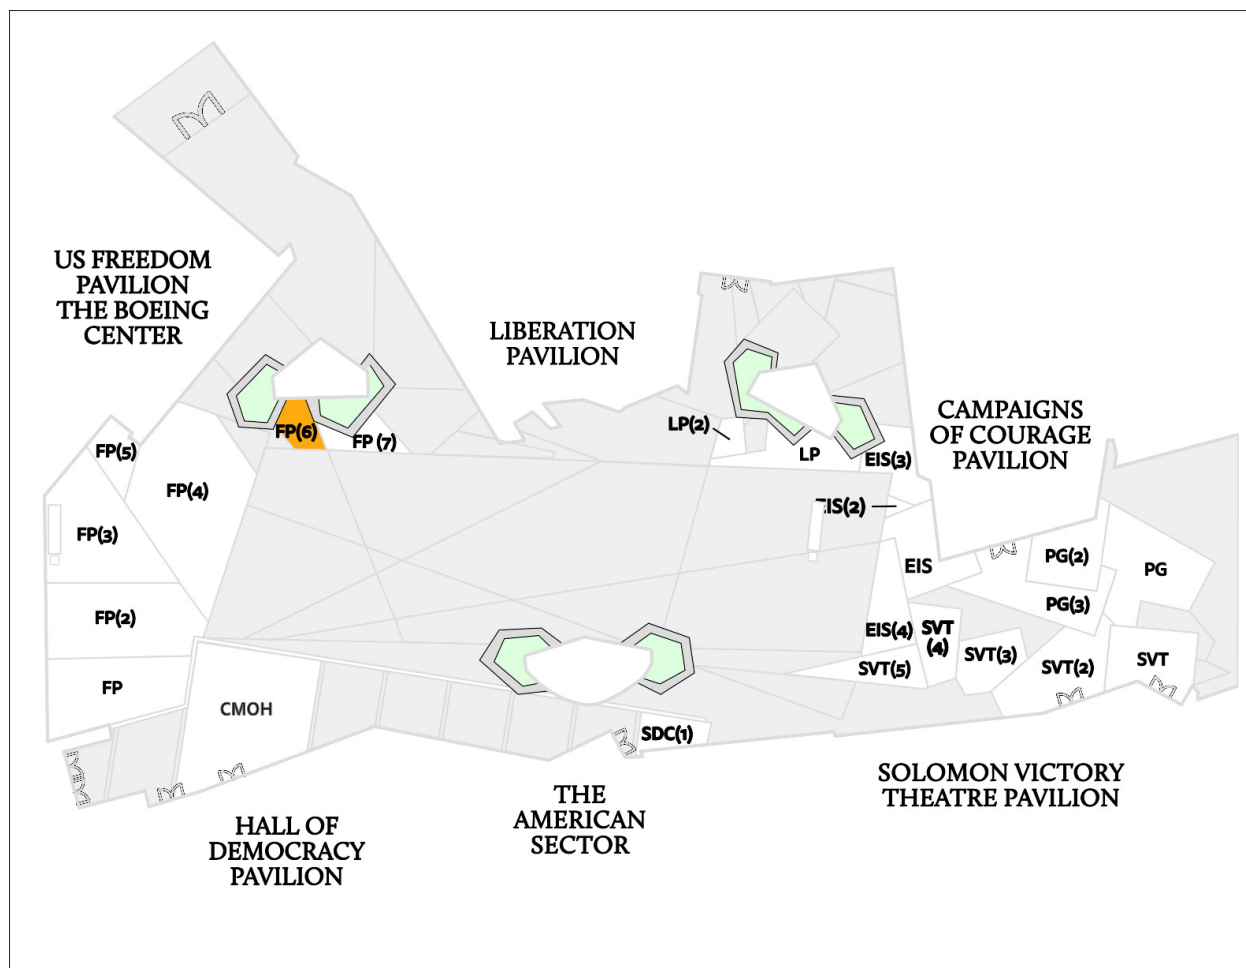 US FREEDOM
PAVILION
THE BOEING
CENTER
LIBERATION
PAVILION
CAMPAIGNS
OF COURAGE
PAVILION
FP(5)
FP(6)
FP (7)
LP(2)
LP
EIS(3)
FP(4)
EIS(2)
FP(3)
EIS
PG(2)
PG
PG(3)
FP(2)
EIS(4)
SVT
(4)
SVT(3)
SVT(5)
SVT(2)
SVT
FP
CMOH
SDC(1)
SOLOMON VICTORY
THEATRE PAVILION
THE
AMERICAN
SECTOR
HALL OF
DEMOCRACY
PAVILION